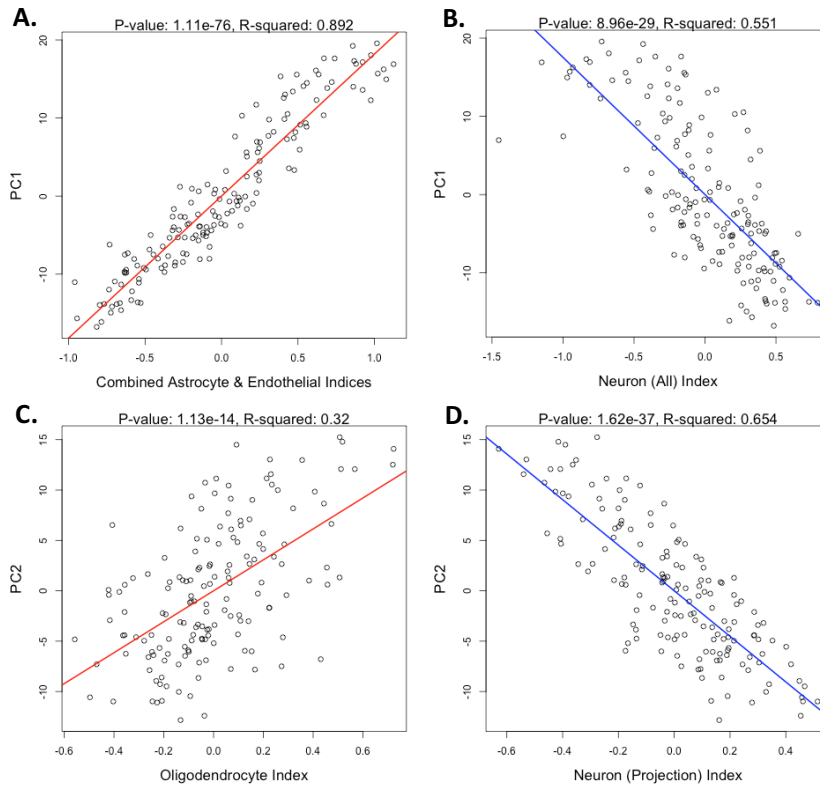 A.
P-value: 1.11e-76, R-squared: 0.892
PC1
20
10
0
-10
-1.0 -0.5 0.0 0.5 1.0
Combined Astrocyte & Endothelial Indices
B.
P-value: 8.96e-29, R-squared: 0.551
PC1
20
10
0
-10
-1.5 -1.0 -0.5 0.0 0.5
Neuron (All) Index
C.
P-value: 1.13e-14, R-squared: 0.32
PC2
15
10
5
0
-5
-10
-0.6 -0.4 -0.2 0.0 0.2 0.4 0.6
Oligodendrocyte Index
D.
P-value: 1.62e-37, R-squared: 0.654
PC2
15
10
5
0
-5
-10
-0.6 -0.4 -0.2 0.0 0.2 0.4
Neuron (Projection) Index